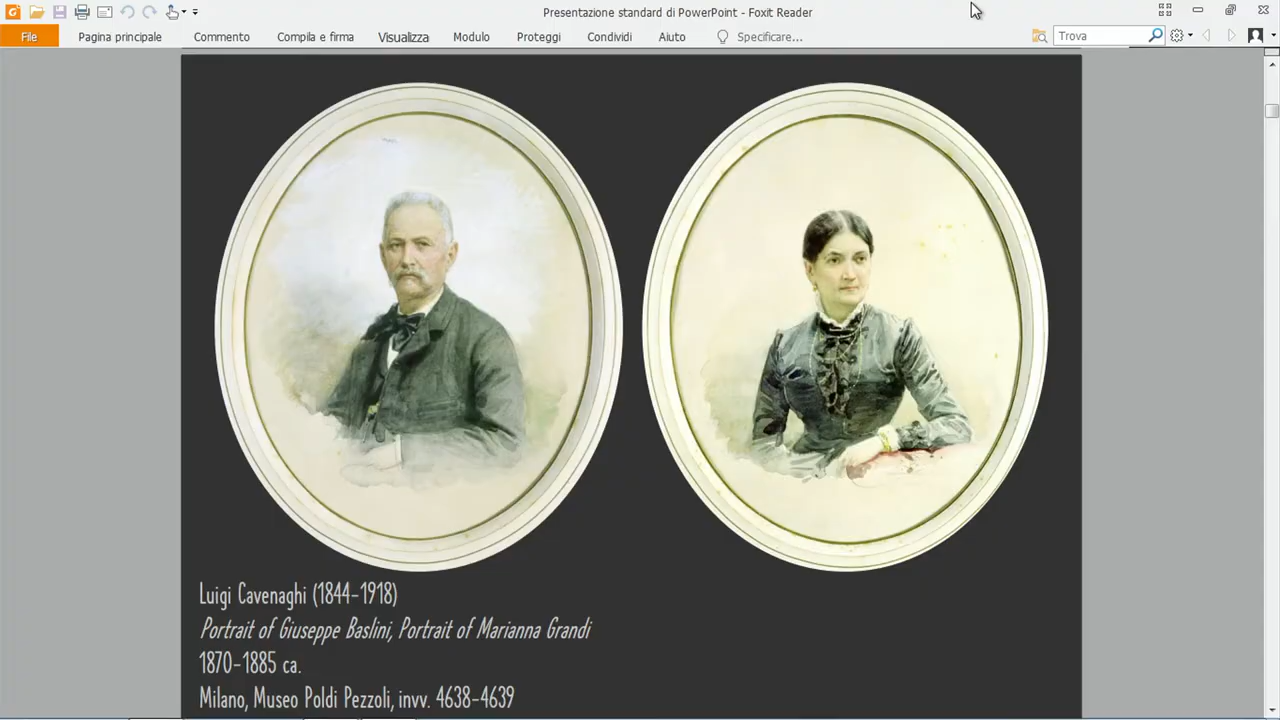 Presentazione standard di PowerPoint - Foxit Reader
File Pagina principale Commento Compila e firma Visualizza Modulo Proteggi Condividi Aiuto Specificare... Trova
Luigi Cavenaghi (1844-1918)
Portrait of Giuseppe Baslini, Portrait of Marianna Grandi
1870-1885 ca.
Milano, Museo Poldi Pezzoli, invv. 4638-4639